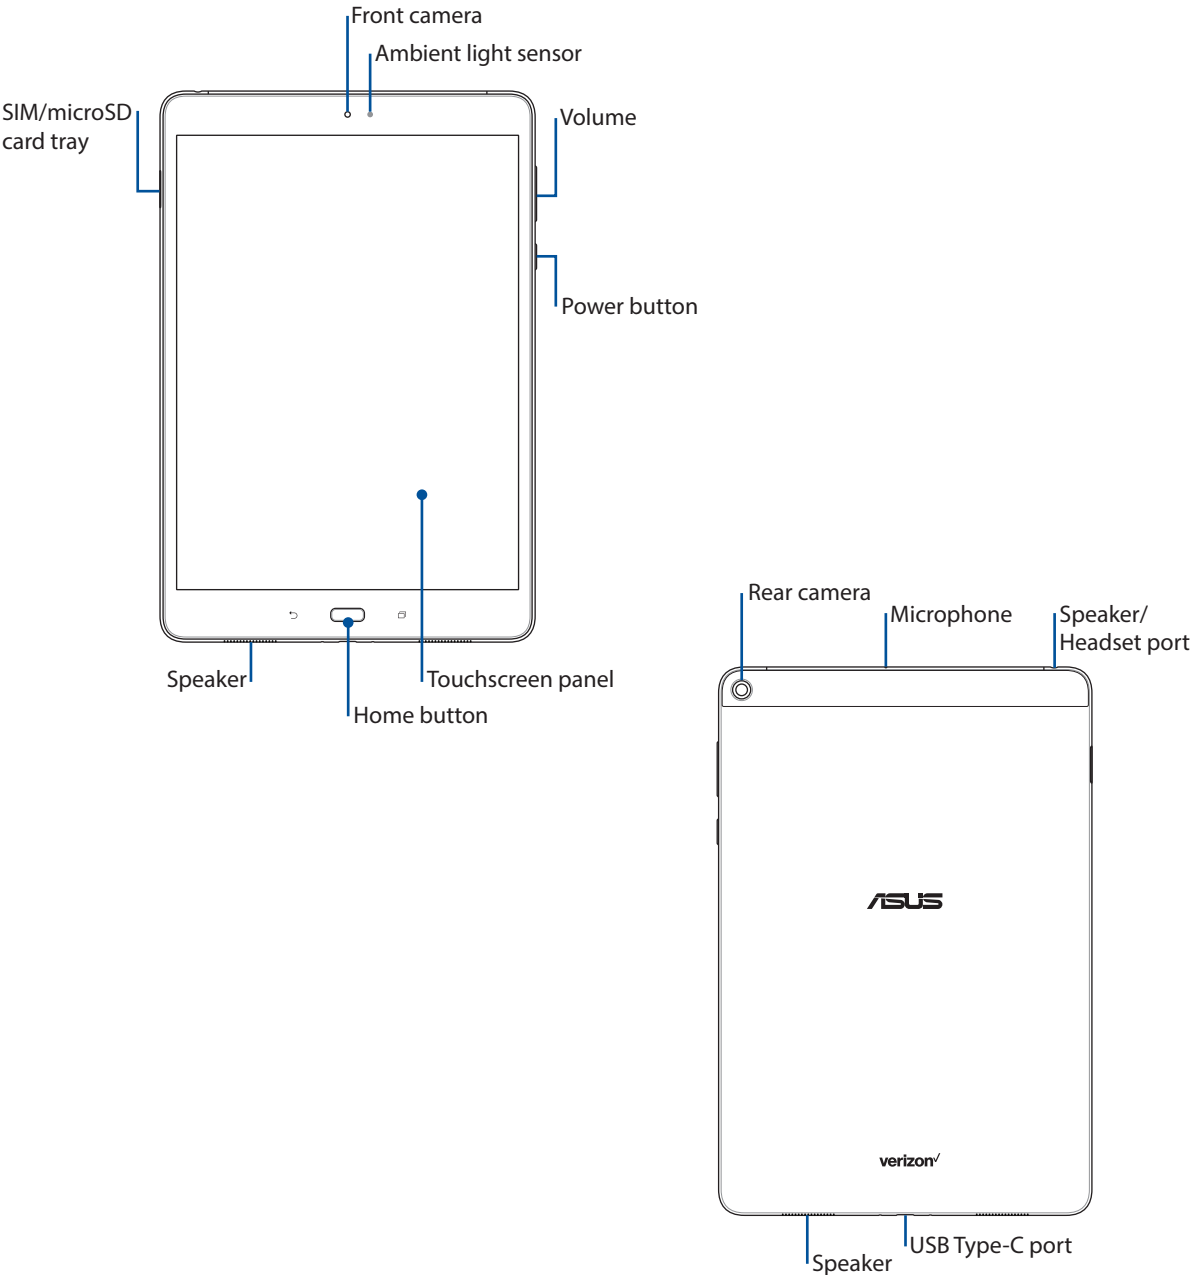 Front camera
Ambient light sensor
SIM/microSD
card tray
Volume
Power button
Speaker
Touchscreen panel
Home button
Rear camera
Microphone
Speaker/
Headset port
ASUS
verizon✓
USB Type-C port
Speaker